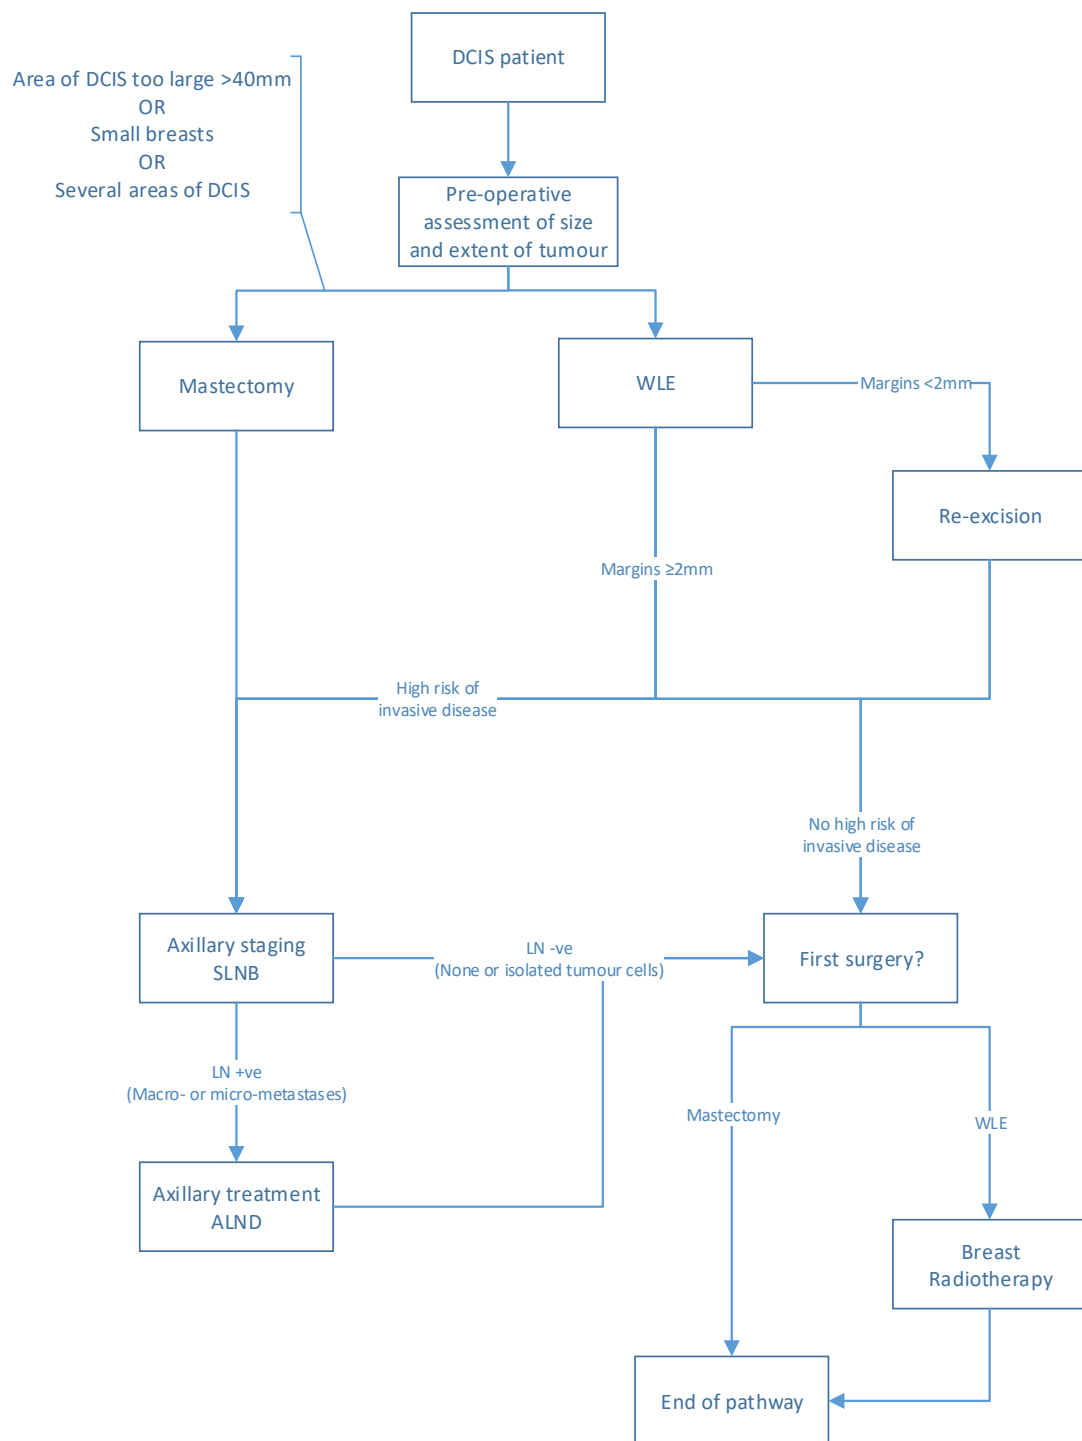 DCIS patient
Area of DCIS too large >40mm
OR
Small breasts
OR
Several areas of DCIS
Pre-operative
assessment of size
and extent of tumour
Mastectomy
WLE
Margins <2mm
Re-excision
Margins ≥2mm
High risk of
invasive disease
No high risk of
invasive disease
Axillary staging
SLNB
LN -ve
(None or isolated tumour cells)
First surgery?
LN +ve
(Macro- or micro-metastases)
Mastectomy
WLE
Axillary treatment
ALND
Breast
Radiotherapy
End of pathway